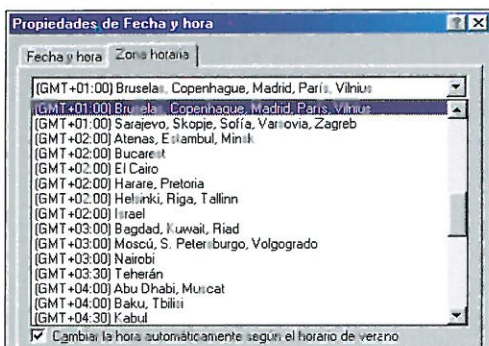 Propiedades de Fecha y hora
Fecha y hora
Zona horaria
(GMT+01:00) Bruselas, Copenhague, Madrid, París, Vilnius
(GMT+01:00) Bruselas, Copenhague, Madrid, París, Vilnius
(GMT+01:00) Sarajevo, Skopje, Sofía, Varsovia, Zagreb
(GMT+02:00) Atenas, Estambul, Minsk
(GMT+02:00) Bucarest
(GMT+02:00) El Cairo
(GMT+02:00) Harare, Pretoria
(GMT+02:00) Helsinki, Riga, Tallinn
(GMT+02:00) Israel
(GMT+03:00) Bagdad, Kuwait, Riad
(GMT+03:00) Moscú, S. Petersburgo, Volgogrado
(GMT+03:00) Nairobi
(GMT+03:30) Teherán
(GMT+04:00) Abu Dhabi, Muscat
(GMT+04:00) Baku, Tbilisi
(GMT+04:30) Kabul
Cambiar la hora automáticamente según el horario de verano